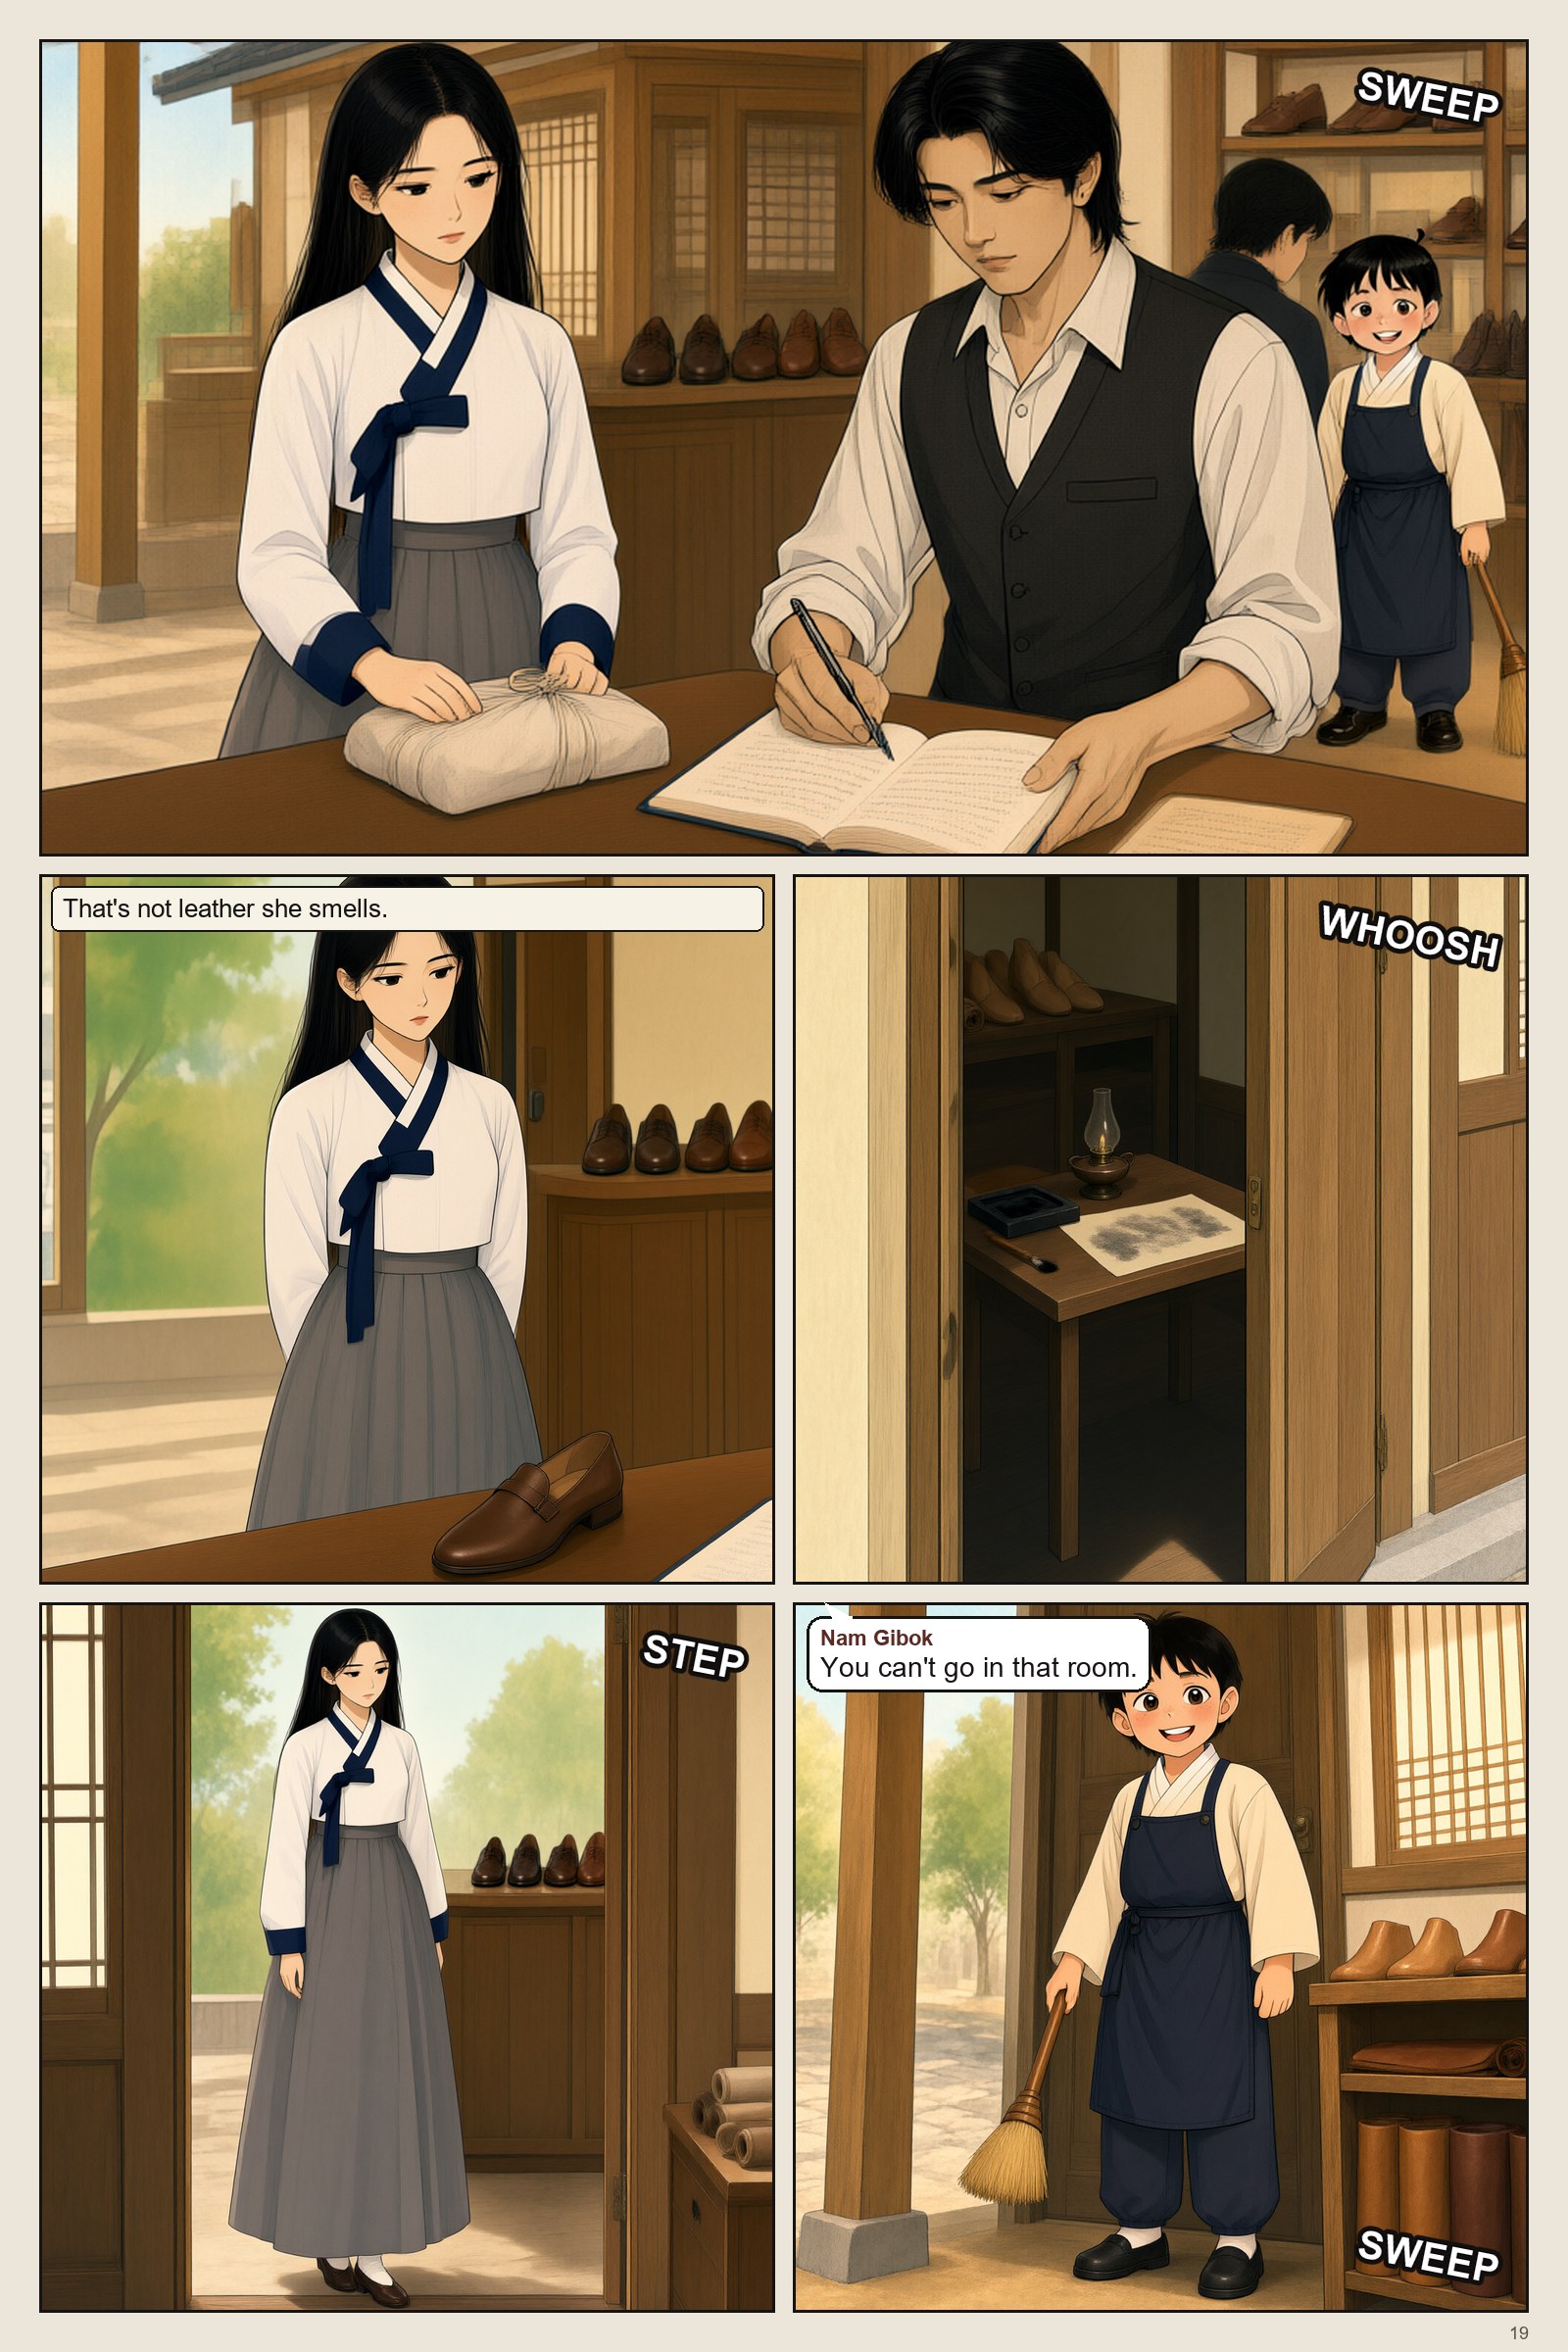 SWEEP
That's not leather she smells.
WHOOSH
STEP
Nam Gibok
You can't go in that room.
SWEEP
19